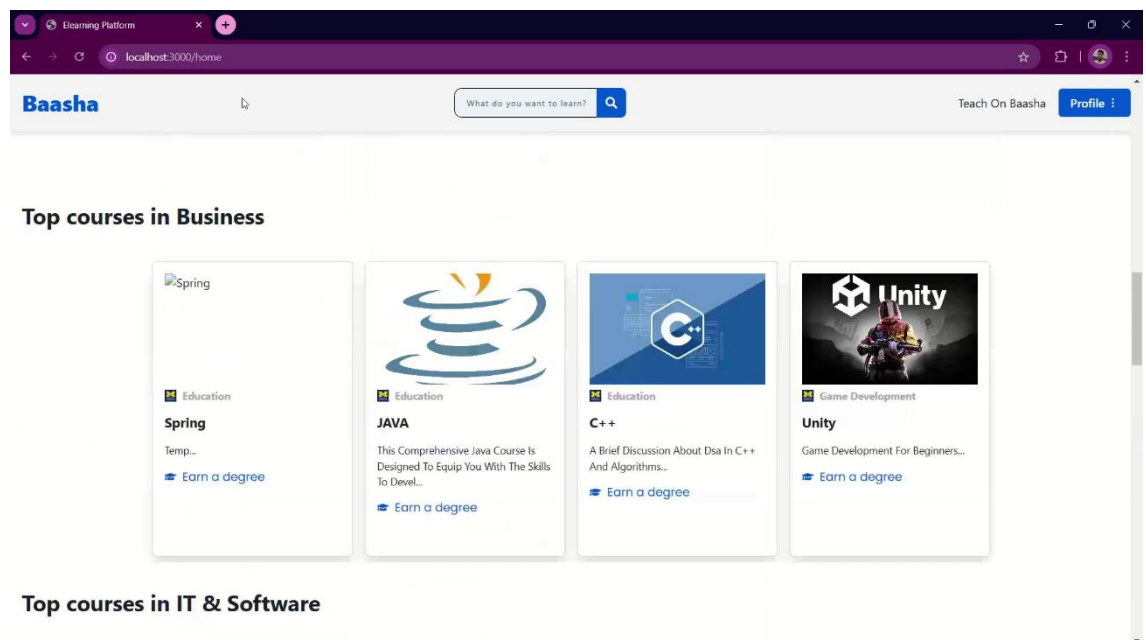 Elearning Platform
localhost:3000/home
Baasha
What do you want to learn?
Teach On Baasha
Profile
Top courses in Business
Spring
Education
Spring
Temp...
Earn a degree
Education
JAVA
This Comprehensive Java Course Is
Designed To Equip You With The Skills
To Devel...
Earn a degree
C++
Education
C++
A Brief Discussion About Dsa In C++
And Algorithms...
Earn a degree
Unity
Game Development
Unity
Game Development For Beginners...
Earn a degree
Top courses in IT & Software